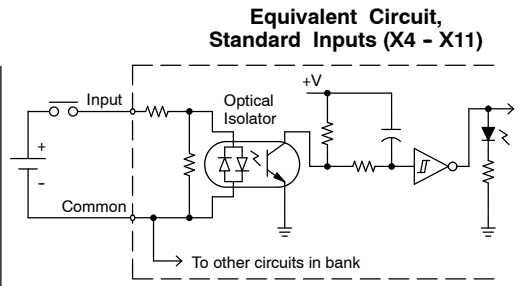 Equivalent Circuit,
Standard Inputs (X4 - X11)
+V
Input
Optical
Isolator
+
-
Common
To other circuits in bank